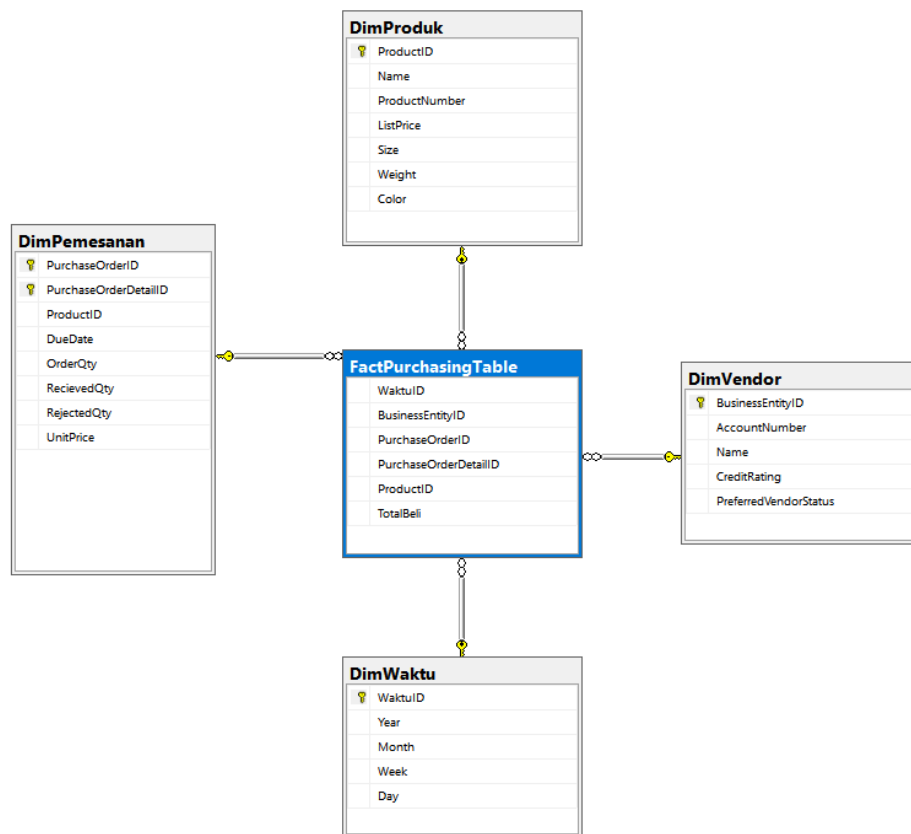 DimProduk
ProductID
Name
ProductNumber
ListPrice
Size
Weight
Color
DimPemesanan
PurchaseOrderID
PurchaseOrderDetailID
ProductID
DueDate
OrderQty
RecievedQty
RejectedQty
UnitPrice
FactPurchasingTable
WaktuID
BusinessEntityID
PurchaseOrderID
PurchaseOrderDetailID
ProductID
TotalBeli
DimVendor
BusinessEntityID
AccountNumber
Name
CreditRating
PreferredVendorStatus
DimWaktu
WaktuID
Year
Month
Week
Day